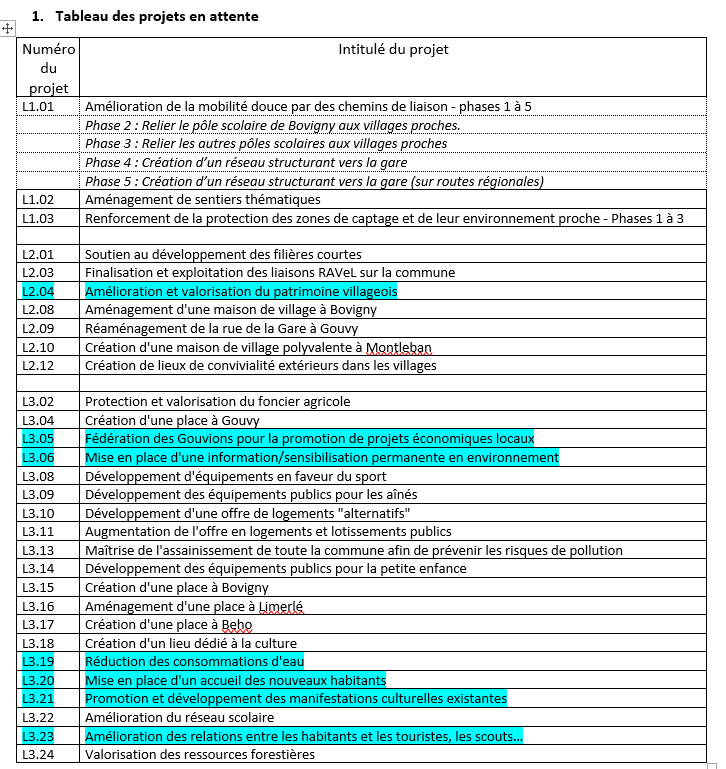 1. Tableau des projets en attente
Numéro du projet Intitulé du projet
L1.01 Amélioration de la mobilité douce par des chemins de liaison - phases 1 à 5
Phase 2 : Relier le pôle scolaire de Bovigny aux villages proches.
Phase 3 : Relier les autres pôles scolaires aux villages proches
Phase 4 : Création d'un réseau structurant vers la gare
Phase 5 : Création d'un réseau structurant vers la gare (sur routes régionales)
L1.02 Aménagement de sentiers thématiques
L1.03 Renforcement de la protection des zones de captage et de leur environnement proche - Phases 1 à 3
L2.01 Soutien au développement des filières courtes
L2.03 Finalisation et exploitation des liaisons RAVeL sur la commune
L2.04 Amélioration et valorisation du patrimoine villageois
L2.08 Aménagement d'une maison de village à Bovigny
L2.09 Réaménagement de la rue de la Gare à Gouvy
L2.10 Création d'une maison de village polyvalente à Montleban
L2.12 Création de lieux de convivialité extérieurs dans les villages
L3.02 Protection et valorisation du foncier agricole
L3.04 Création d'une place à Gouvy
L3.05 Fédération des Gouvions pour la promotion de projets économiques locaux
L3.06 Mise en place d'une information/sensibilisation permanente en environnement
L3.08 Développement d'équipements en faveur du sport
L3.09 Développement des équipements publics pour les aînés
L3.10 Développement d'une offre de logements "alternatifs"
L3.11 Augmentation de l'offre en logements et lotissements publics
L3.13 Maîtrise de l'assainissement de toute la commune afin de prévenir les risques de pollution
L3.14 Développement des équipements publics pour la petite enfance
L3.15 Création d'une place à Bovigny
L3.16 Aménagement d'une place à Limerlé
L3.17 Création d'une place à Beho
L3.18 Création d'un lieu dédié à la culture
L3.19 Réduction des consommations d'eau
L3.20 Mise en place d'un accueil des nouveaux habitants
L3.21 Promotion et développement des manifestations culturelles existantes
L3.22 Amélioration du réseau scolaire
L3.23 Amélioration des relations entre les habitants et les touristes, les scouts...
L3.24 Valorisation des ressources forestières